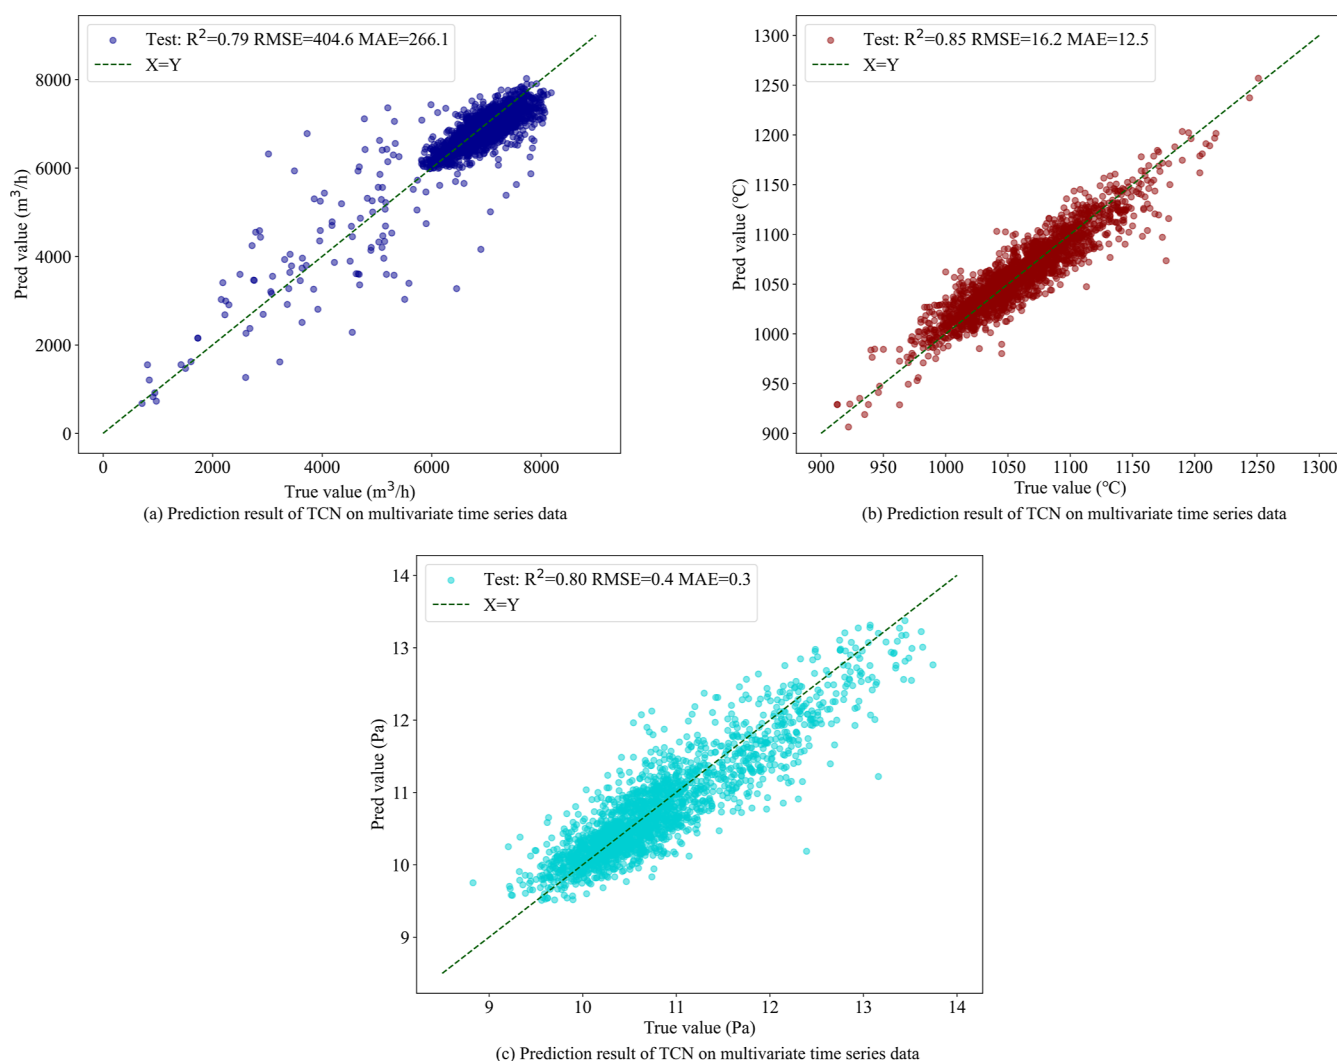 Test: R²=0.79 RMSE=404.6 MAE=266.1
X=Y
8000
6000
4000
2000
0
Pred value (m³/h)
0 2000 4000 6000 8000
True value (m³/h)
(a) Prediction result of TCN on multivariate time series data
Test: R²=0.85 RMSE=16.2 MAE=12.5
X=Y
1300
1250
1200
1150
1100
1050
1000
950
900
Pred value (℃)
900 950 1000 1050 1100 1150 1200 1250 1300
True value (℃)
(b) Prediction result of TCN on multivariate time series data
Test: R²=0.80 RMSE=0.4 MAE=0.3
X=Y
14
13
12
11
10
9
Pred value (Pa)
9 10 11 12 13 14
True value (Pa)
(c) Prediction result of TCN on multivariate time series data